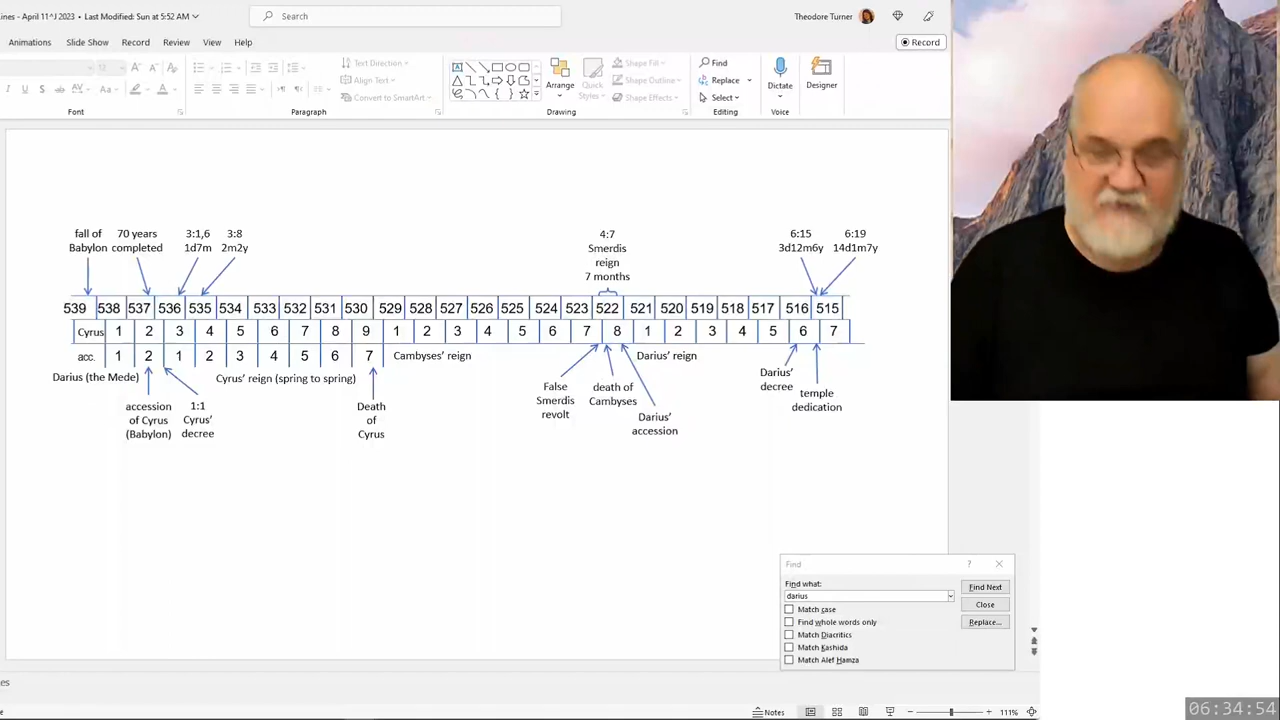 ines - April 11^J 2023 • Last Modified: Sun at 5:52 AM
Search
Theodore Turner
Animations Slide Show Record Review View Help
Record
12
Text Direction
Align Text
Convert to SmartArt
Arrange
Quick
Styles
Shape Fill
Shape Outline
Shape Effects
Find
Replace
Select
Dictate
Designer
Font
Paragraph
Drawing
Editing
Voice
fall of
Babylon
70 years
completed
3:1,6
1d7m
3:8
2m2y
4:7
Smerdis
reign
7 months
6:15
3d12m6y
6:19
14d1m7y
539 538 537 536 535 534 533 532 531 530 529 528 527 526 525 524 523 522 521 520 519 518 517 516 515
Cyrus 1 2 3 4 5 6 7 8 9 1 2 3 4 5 6 7 8 1 2 3 4 5 6 7
acc. 1 2 1 2 3 4 5 6 7 Cambyses' reign Darius' reign
Darius (the Mede) Cyrus' reign (spring to spring)
accession
of Cyrus
(Babylon)
1:1
Cyrus'
decree
Death
of
Cyrus
False
Smerdis
revolt
death of
Cambyses
Darius'
accession
Darius'
decree
temple
dedication
Find
?
Find what:
darius
Find Next
Close
Replace...
Match case
Find whole words only
Match Diacritics
Match Kashida
Match Alef Hamza
es
Notes
111%
06:34:54